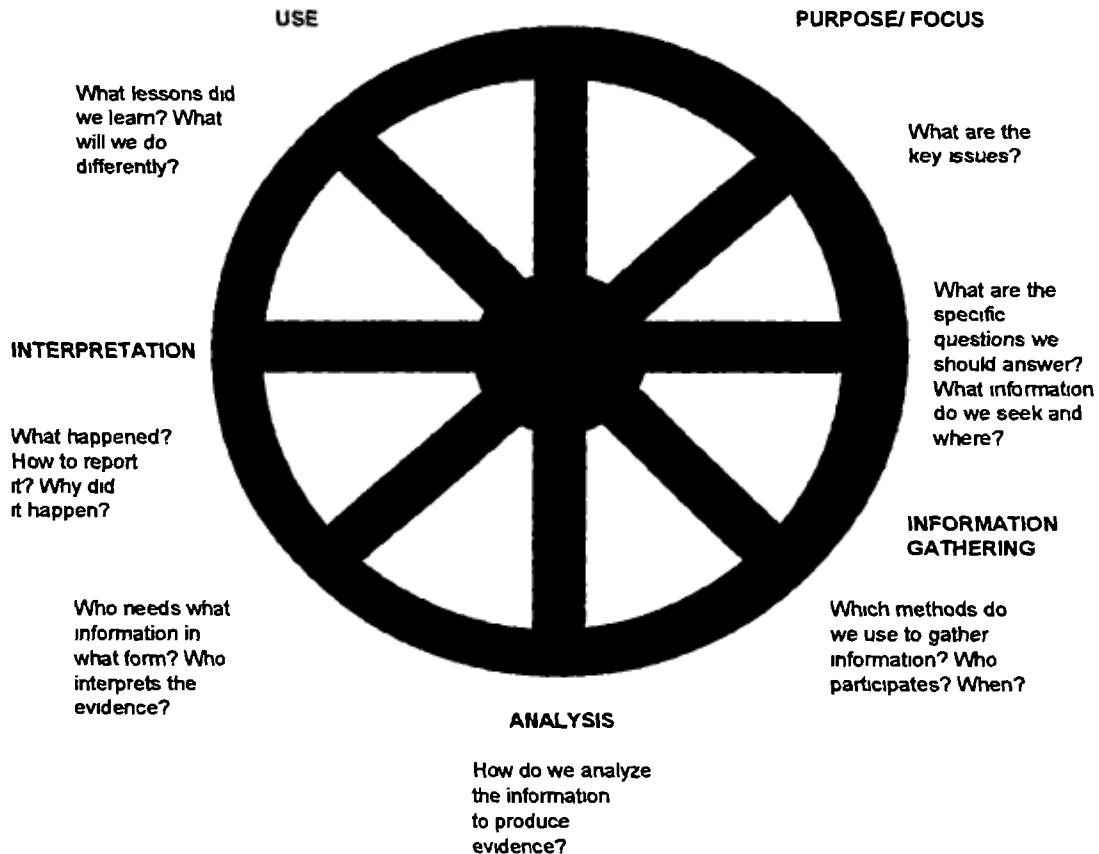 USE
PURPOSE/ FOCUS
What lessons did
we learn? What
will we do
differently?
What are the
key issues?
What are the
specific
questions we
should answer?
What information
do we seek and
where?
INTERPRETATION
What happened?
How to report
it? Why did
it happen?
INFORMATION
GATHERING
Who needs what
information in
what form? Who
interprets the
evidence?
Which methods do
we use to gather
information? Who
participates? When?
ANALYSIS
How do we analyze
the information
to produce
evidence?